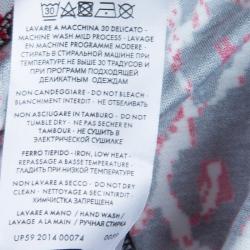 30
LAVARE A MACCHINA 30 DELICATO -
MACHINE WASH MILD PROCESS - LAVAGE
EN MACHINE PROGRAMME MODERE -
СТИРАТЬ В СТИРАЛЬНОЙ МАШИНЕ ПРИ
ТЕМПЕРАТУРЕ НЕ ВЫШЕ 30 ГРАДУСОВ И
ПРИ ПРОГРАММ ПОДХОДЯЩЕЙ
ДЕЛИКАТНЫМ ОДЕЖДАМ
NON CANDEGGIARE - DO NOT BLEACH -
BLANCHIMENT INTERDIT - НЕ ОТБЕЛИВАТЬ
NON ASCIUGARE IN TAMBURO - DO NOT
TUMBLE DRY - NE PAS SECHER EN
TAMBOUR - НЕ СУШИТЬ В
ЭЛЕКТРИЧЕСКОЙ СУШИЛКЕ
FERRO TIEPIDO - IRON, LOW HEAT -
REPASSAGE A BASSE TEMPERATURE -
ГЛАДИТЬ ПРИ НИЗКОЙ ТЕМПЕРАТУРЕ
NON LAVARE A SECCO - DO NOT DRY
CLEAN - NETTOYAGE A SEC INTERDIT -
ХИМЧИСТКА ЗАПРЕЩЕНА
LAVARE A MANO / HAND WASH /
LAVAGE A LA MAIN / РУЧНАЯ СТИРКА
UP59 2014 00074